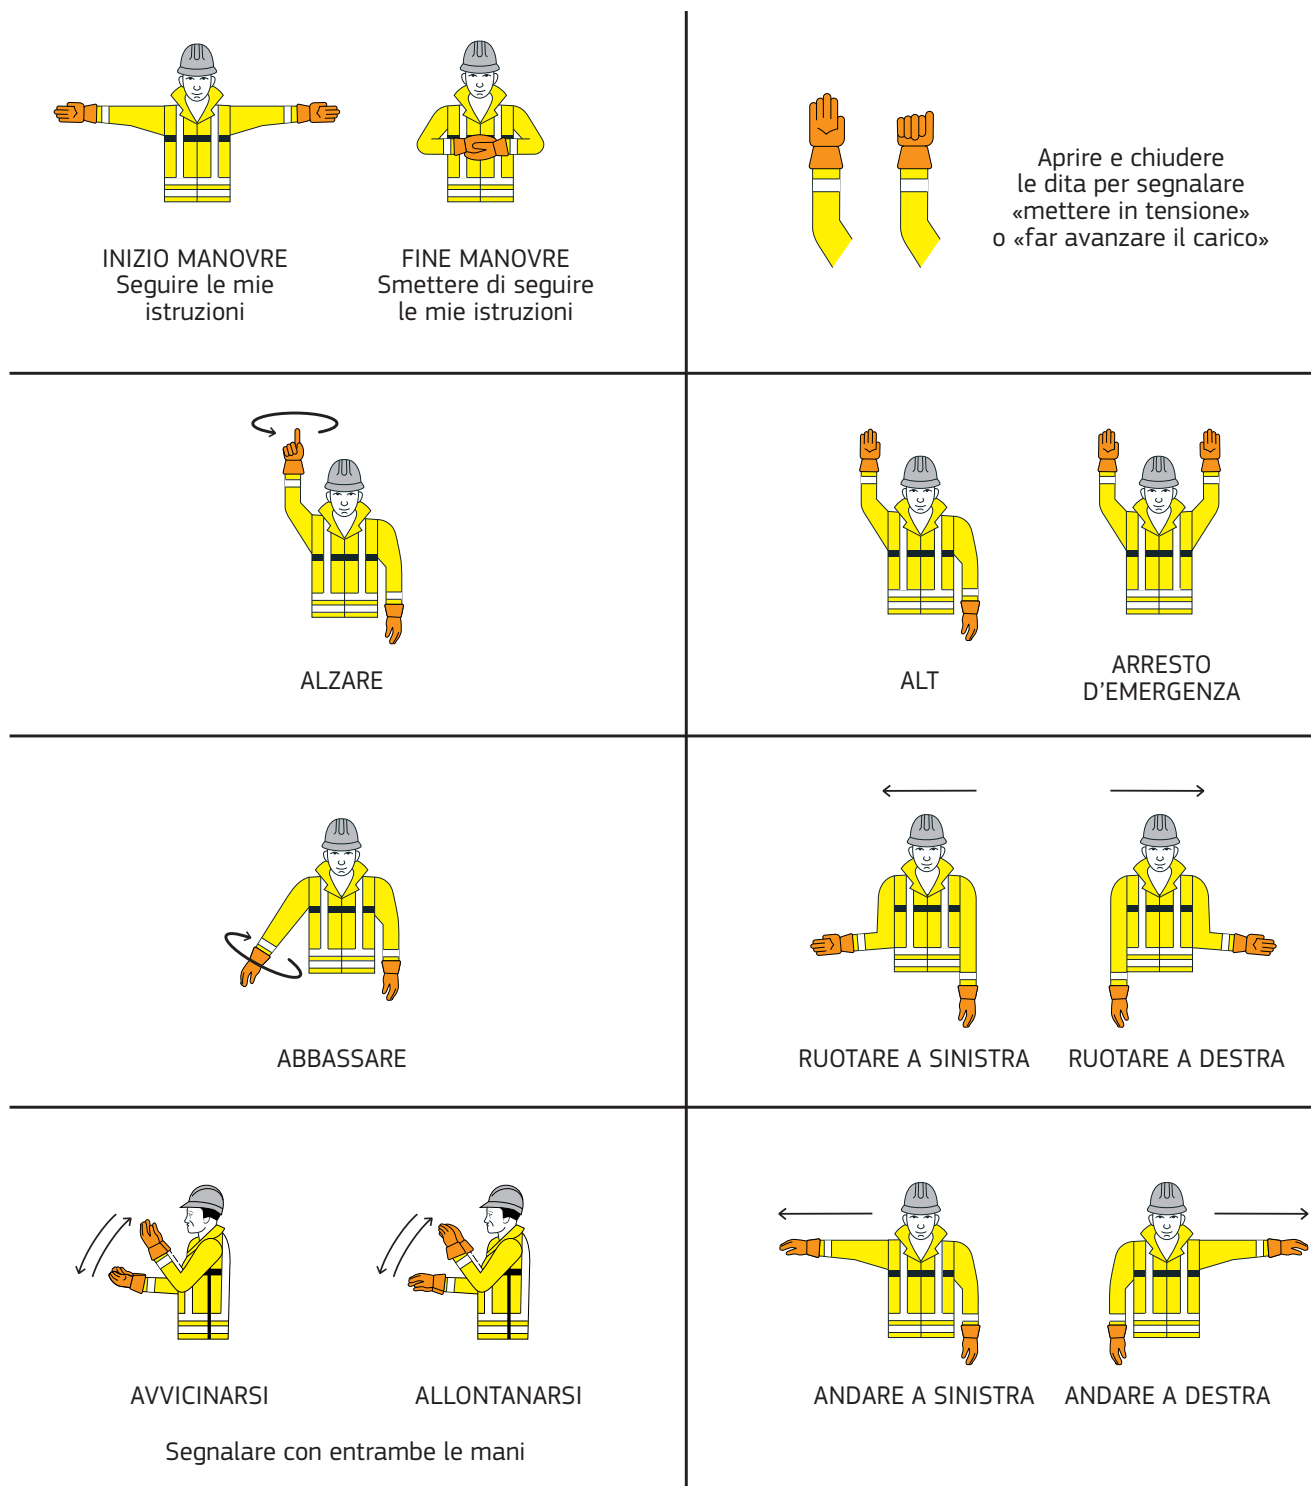 INIZIO MANOVRE
Seguire le mie
istruzioni
FINE MANOVRE
Smettere di seguire
le mie istruzioni
Aprire e chiudere
le dita per segnalare
«mettere in tensione»
o «far avanzare il carico»
ALZARE
ALT
ARRESTO
D’EMERGENZA
ABBASSARE
RUOTARE A SINISTRA
RUOTARE A DESTRA
AVVICINARSI
ALLONTANARSI
Segnalare con entrambe le mani
ANDARE A SINISTRA
ANDARE A DESTRA